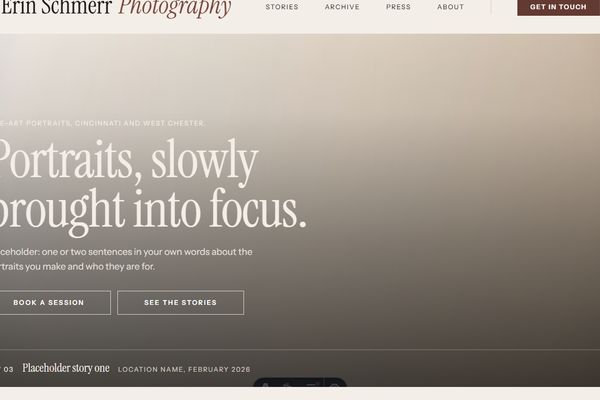 Erin Schmerr Photography
STORIES ARCHIVE PRESS ABOUT GET IN TOUCH
E-ART PORTRAITS, CINCINNATI AND WEST CHESTER.
Portraits, slowly
brought into focus.
ceholder: one or two sentences in your own words about the
rtraits you make and who they are for.
BOOK A SESSION SEE THE STORIES
03 Placeholder story one LOCATION NAME, FEBRUARY 2026